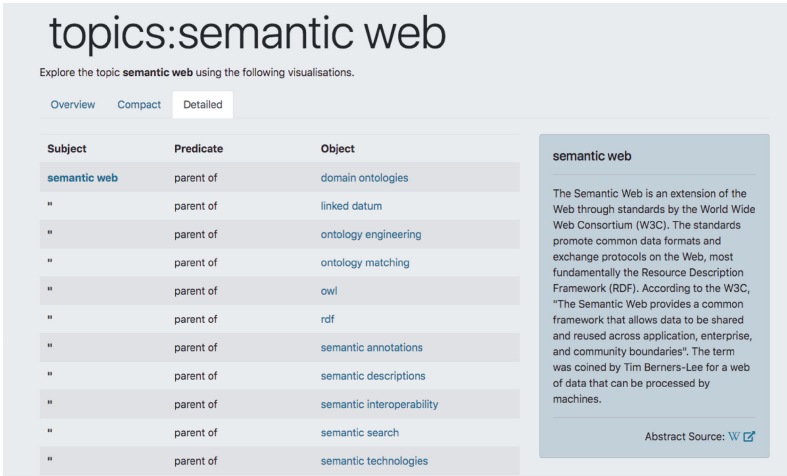 topics:semantic web
Explore the topic semantic web using the following visualisations.
Overview Compact Detailed
Subject Predicate Object
semantic web parent of domain ontologies
" parent of linked datum
" parent of ontology engineering
" parent of ontology matching
" parent of owl
" parent of rdf
" parent of semantic annotations
" parent of semantic descriptions
" parent of semantic interoperability
" parent of semantic search
" parent of semantic technologies
semantic web
The Semantic Web is an extension of the
Web through standards by the World Wide
Web Consortium (W3C). The standards
promote common data formats and
exchange protocols on the Web, most
fundamentally the Resource Description
Framework (RDF). According to the W3C,
"The Semantic Web provides a common
framework that allows data to be shared
and reused across application, enterprise,
and community boundaries". The term
was coined by Tim Berners-Lee for a web
of data that can be processed by
machines.
Abstract Source: W